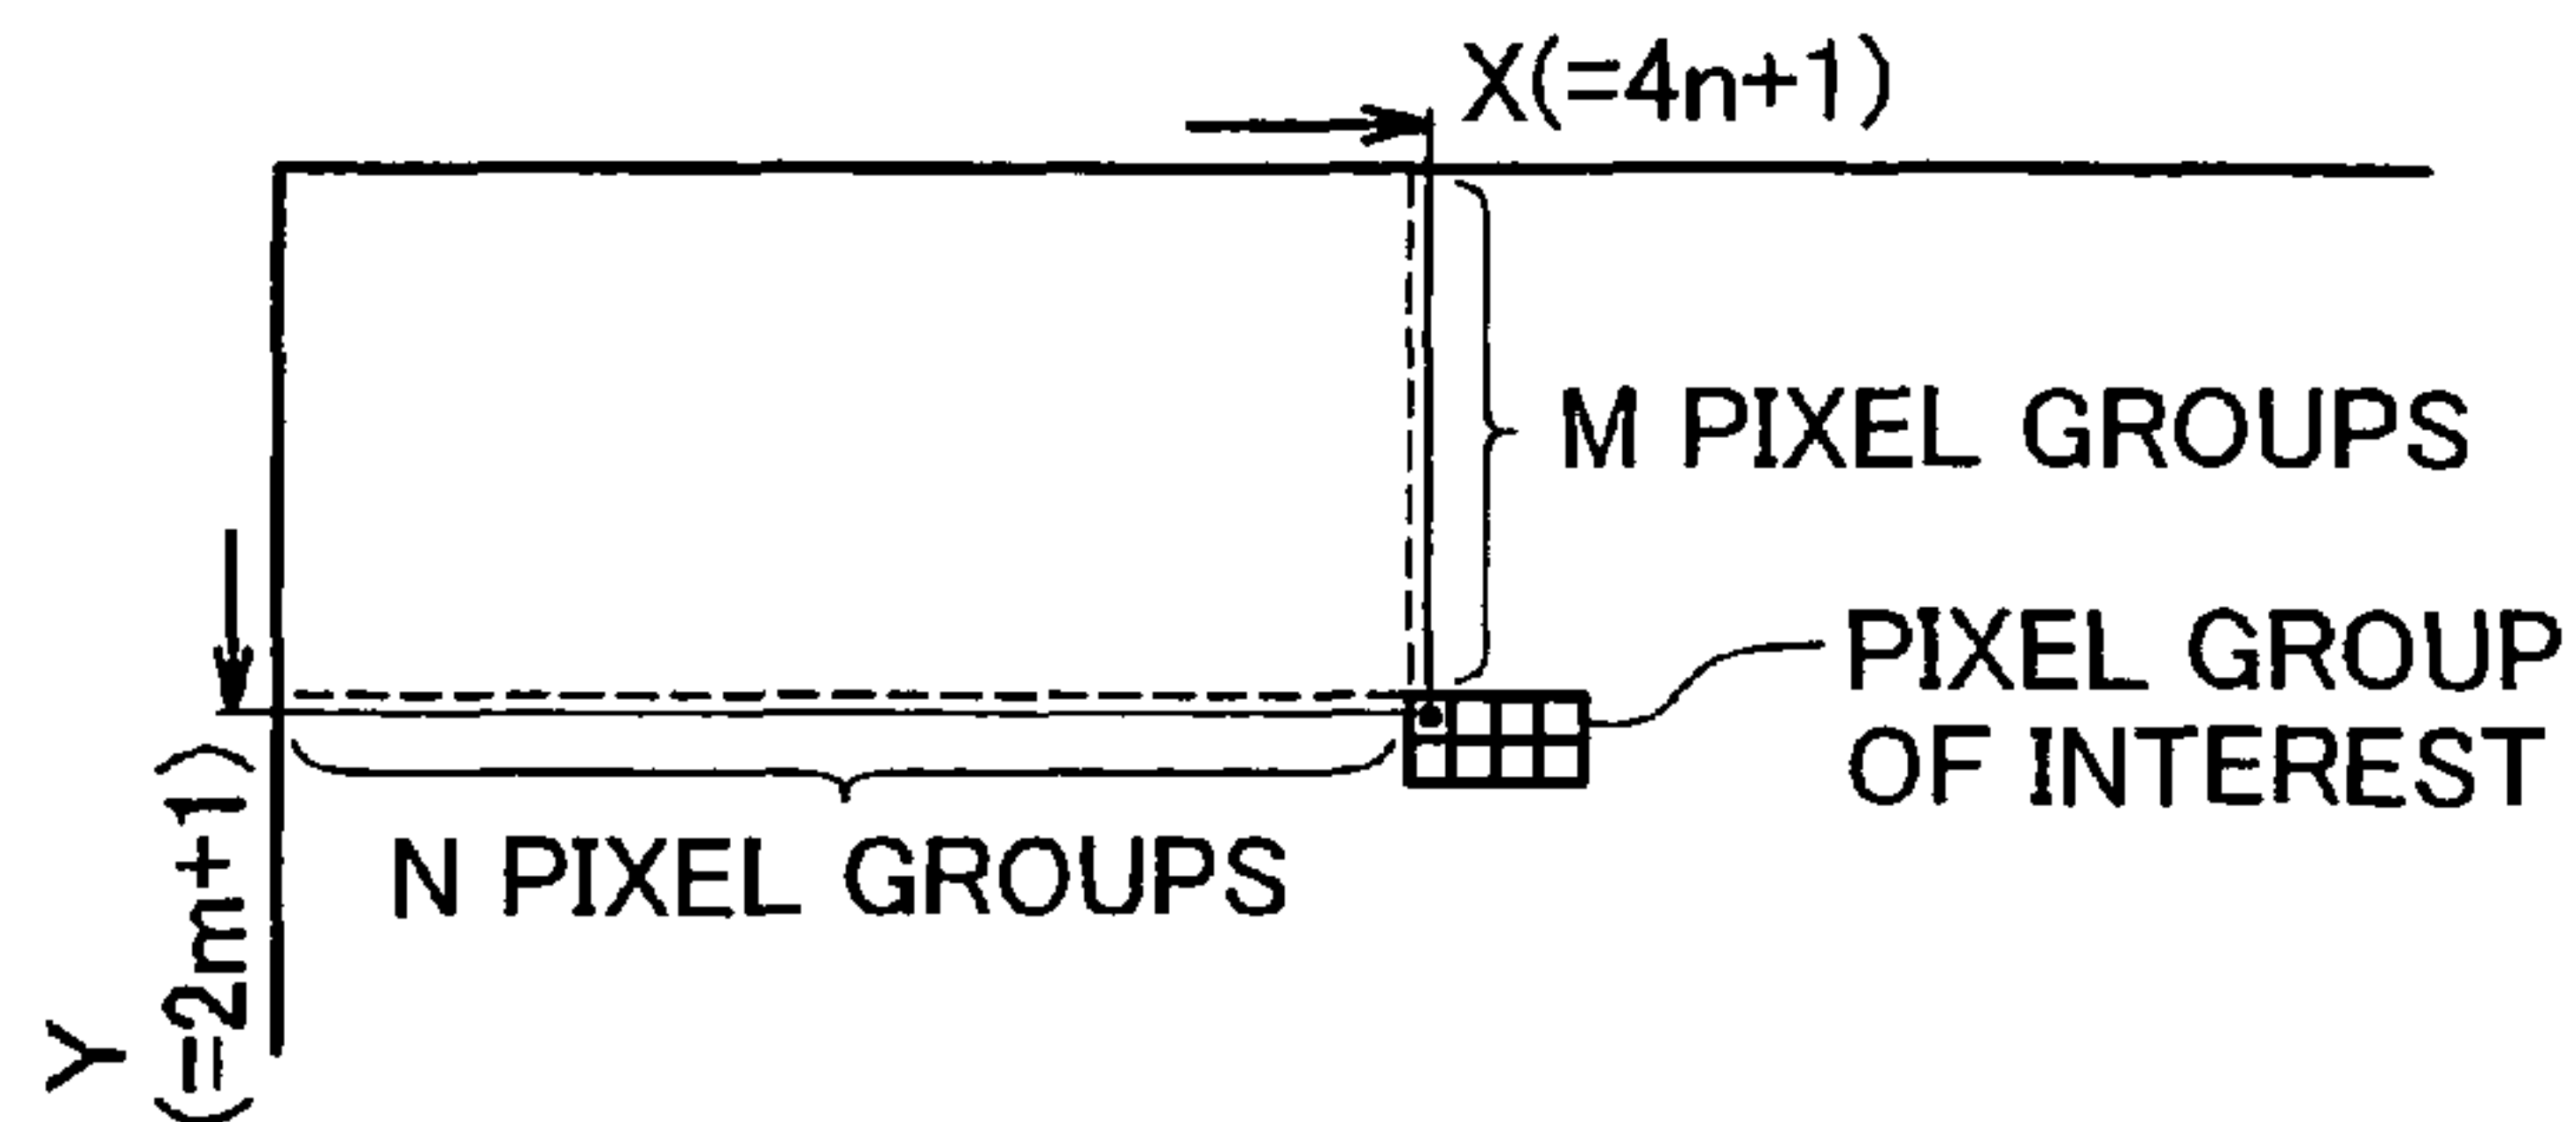 X(=4n+1)
M PIXEL GROUPS
PIXEL GROUP
OF INTEREST
N PIXEL GROUPS
Y
(=2m+1)